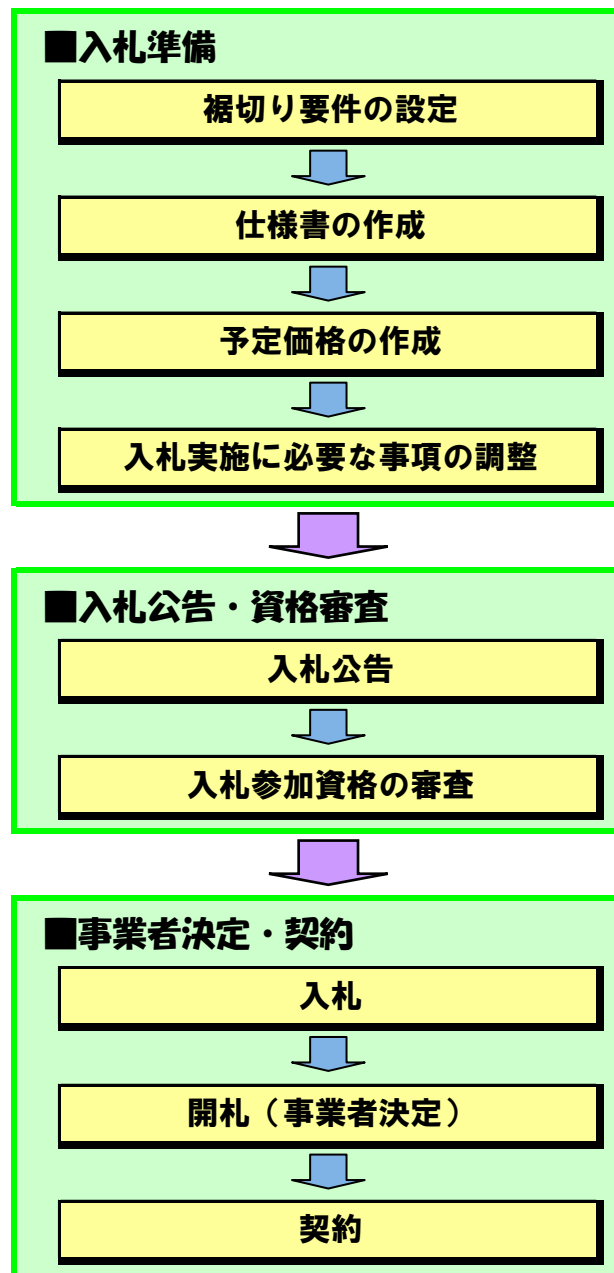 ■入札準備
裾切り要件の設定
仕様書の作成
予定価格の作成
入札実施に必要な事項の調整
■入札公告・資格審査
入札公告
入札参加資格の審査
■事業者決定・契約
入札
開札（事業者決定）
契約